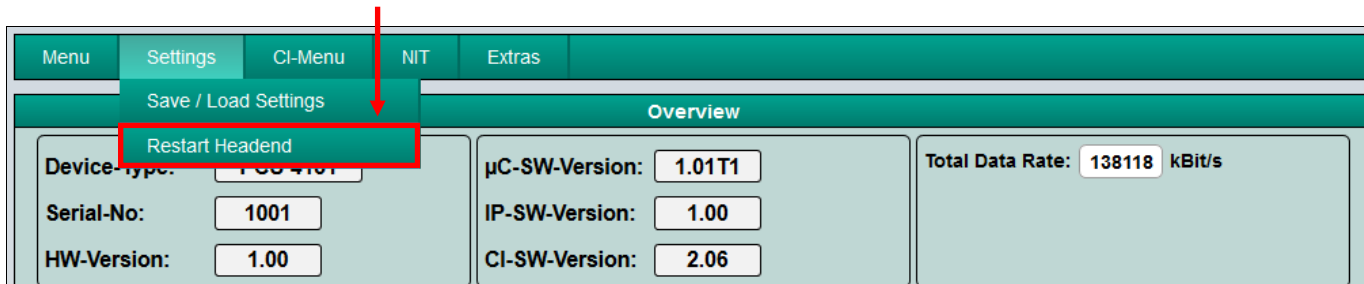 Menu Settings CI-Menu NIT Extras
Save / Load Settings
Overview
Restart Headend
Total Data Rate: 138118 kBit/s
µC-SW-Version: 1.01T1
Serial-No: 1001
IP-SW-Version: 1.00
HW-Version: 1.00
CI-SW-Version: 2.06